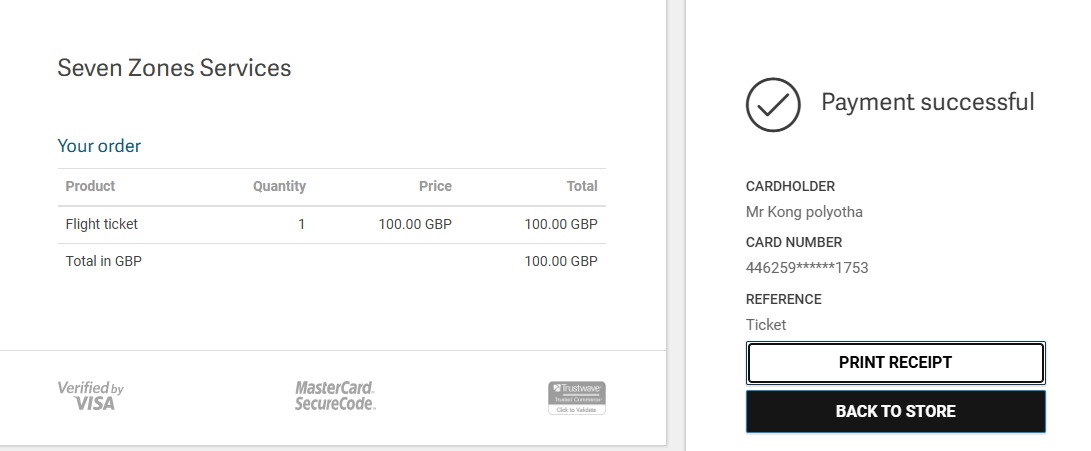 Seven Zones Services
Your order
Product Quantity Price Total
Flight ticket 1 100.00 GBP 100.00 GBP
Total in GBP 100.00 GBP
Verified by
VISA
MasterCard.
SecureCode.
Trustwave
Trusted Commerce
Click to Validate
Payment successful
CARDHOLDER
Mr Kong polyotha
CARD NUMBER
446259******1753
REFERENCE
Ticket
PRINT RECEIPT
BACK TO STORE